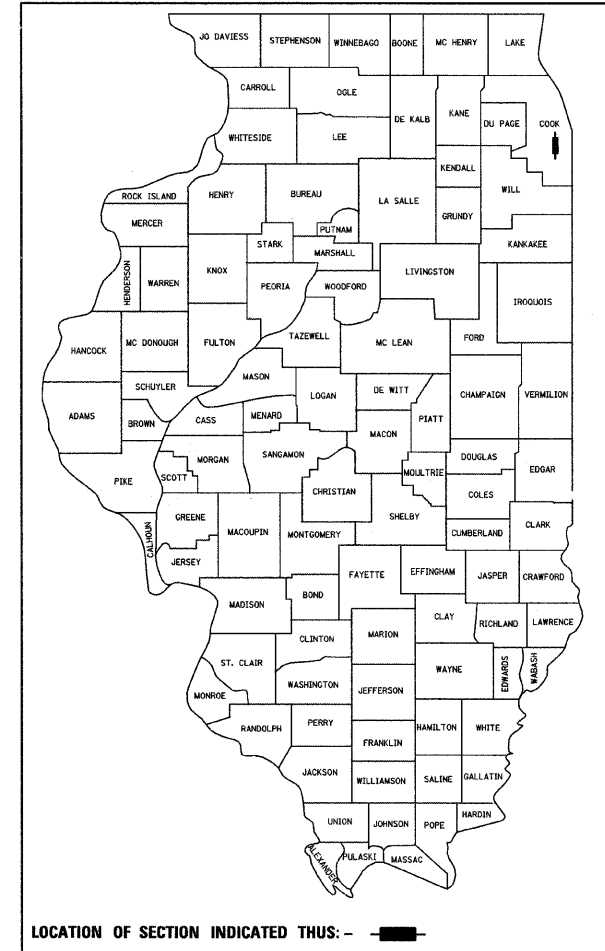 JO DAVIESS STEPHENSON WINNEBAGO BOONE MC HENRY LAKE
CARROLL OGLE DE KALB KANE DU PAGE COOK
WHITESIDE LEE
KENDALL WILL
ROCK ISLAND HENRY BUREAU LA SALLE GRUNDY
MERCER PUTNAM
STARK MARSHALL KANKAKEE
HENDERSON WARREN KNOX PEORIA WOODFORD LIVINGSTON IROQUOIS
HANCOCK MC DONOUGH FULTON TAZEWELL MC LEAN FORD
SCHUYLER MASON LOGAN DE WITT CHAMPAIGN VERMILION
ADAMS BROWN CASS MENARD MACON PIATT
PIKE SCOTT MORGAN SANGAMON CHRISTIAN MOULTRIE DOUGLAS EDGAR
COLES
CALHOUN GREENE MACOUPIN MONTGOMERY SHELBY CUMBERLAND CLARK
JERSEY FAYETTE EFFINGHAM JASPER CRAWFORD
MADISON BOND CLAY RICHLAND LAWRENCE
CLINTON MARION
ST. CLAIR WAYNE EDWARDS WABASH
MONROE WASHINGTON JEFFERSON
RANDOLPH PERRY HAMILTON WHITE
FRANKLIN
JACKSON WILLIAMSON SALINE GALLATIN
UNION JOHNSON POPE HARDIN
ALEXANDER PULASKI MASSAC
LOCATION OF SECTION INDICATED THUS: -